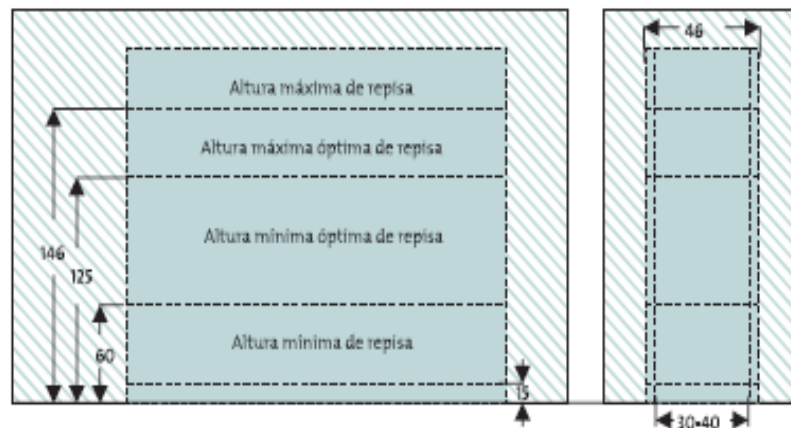 46
Altura máxima de repisa
Altura máxima óptima de repisa
Altura mínima óptima de repisa
146
125
60
Altura mínima de repisa
15
30-40